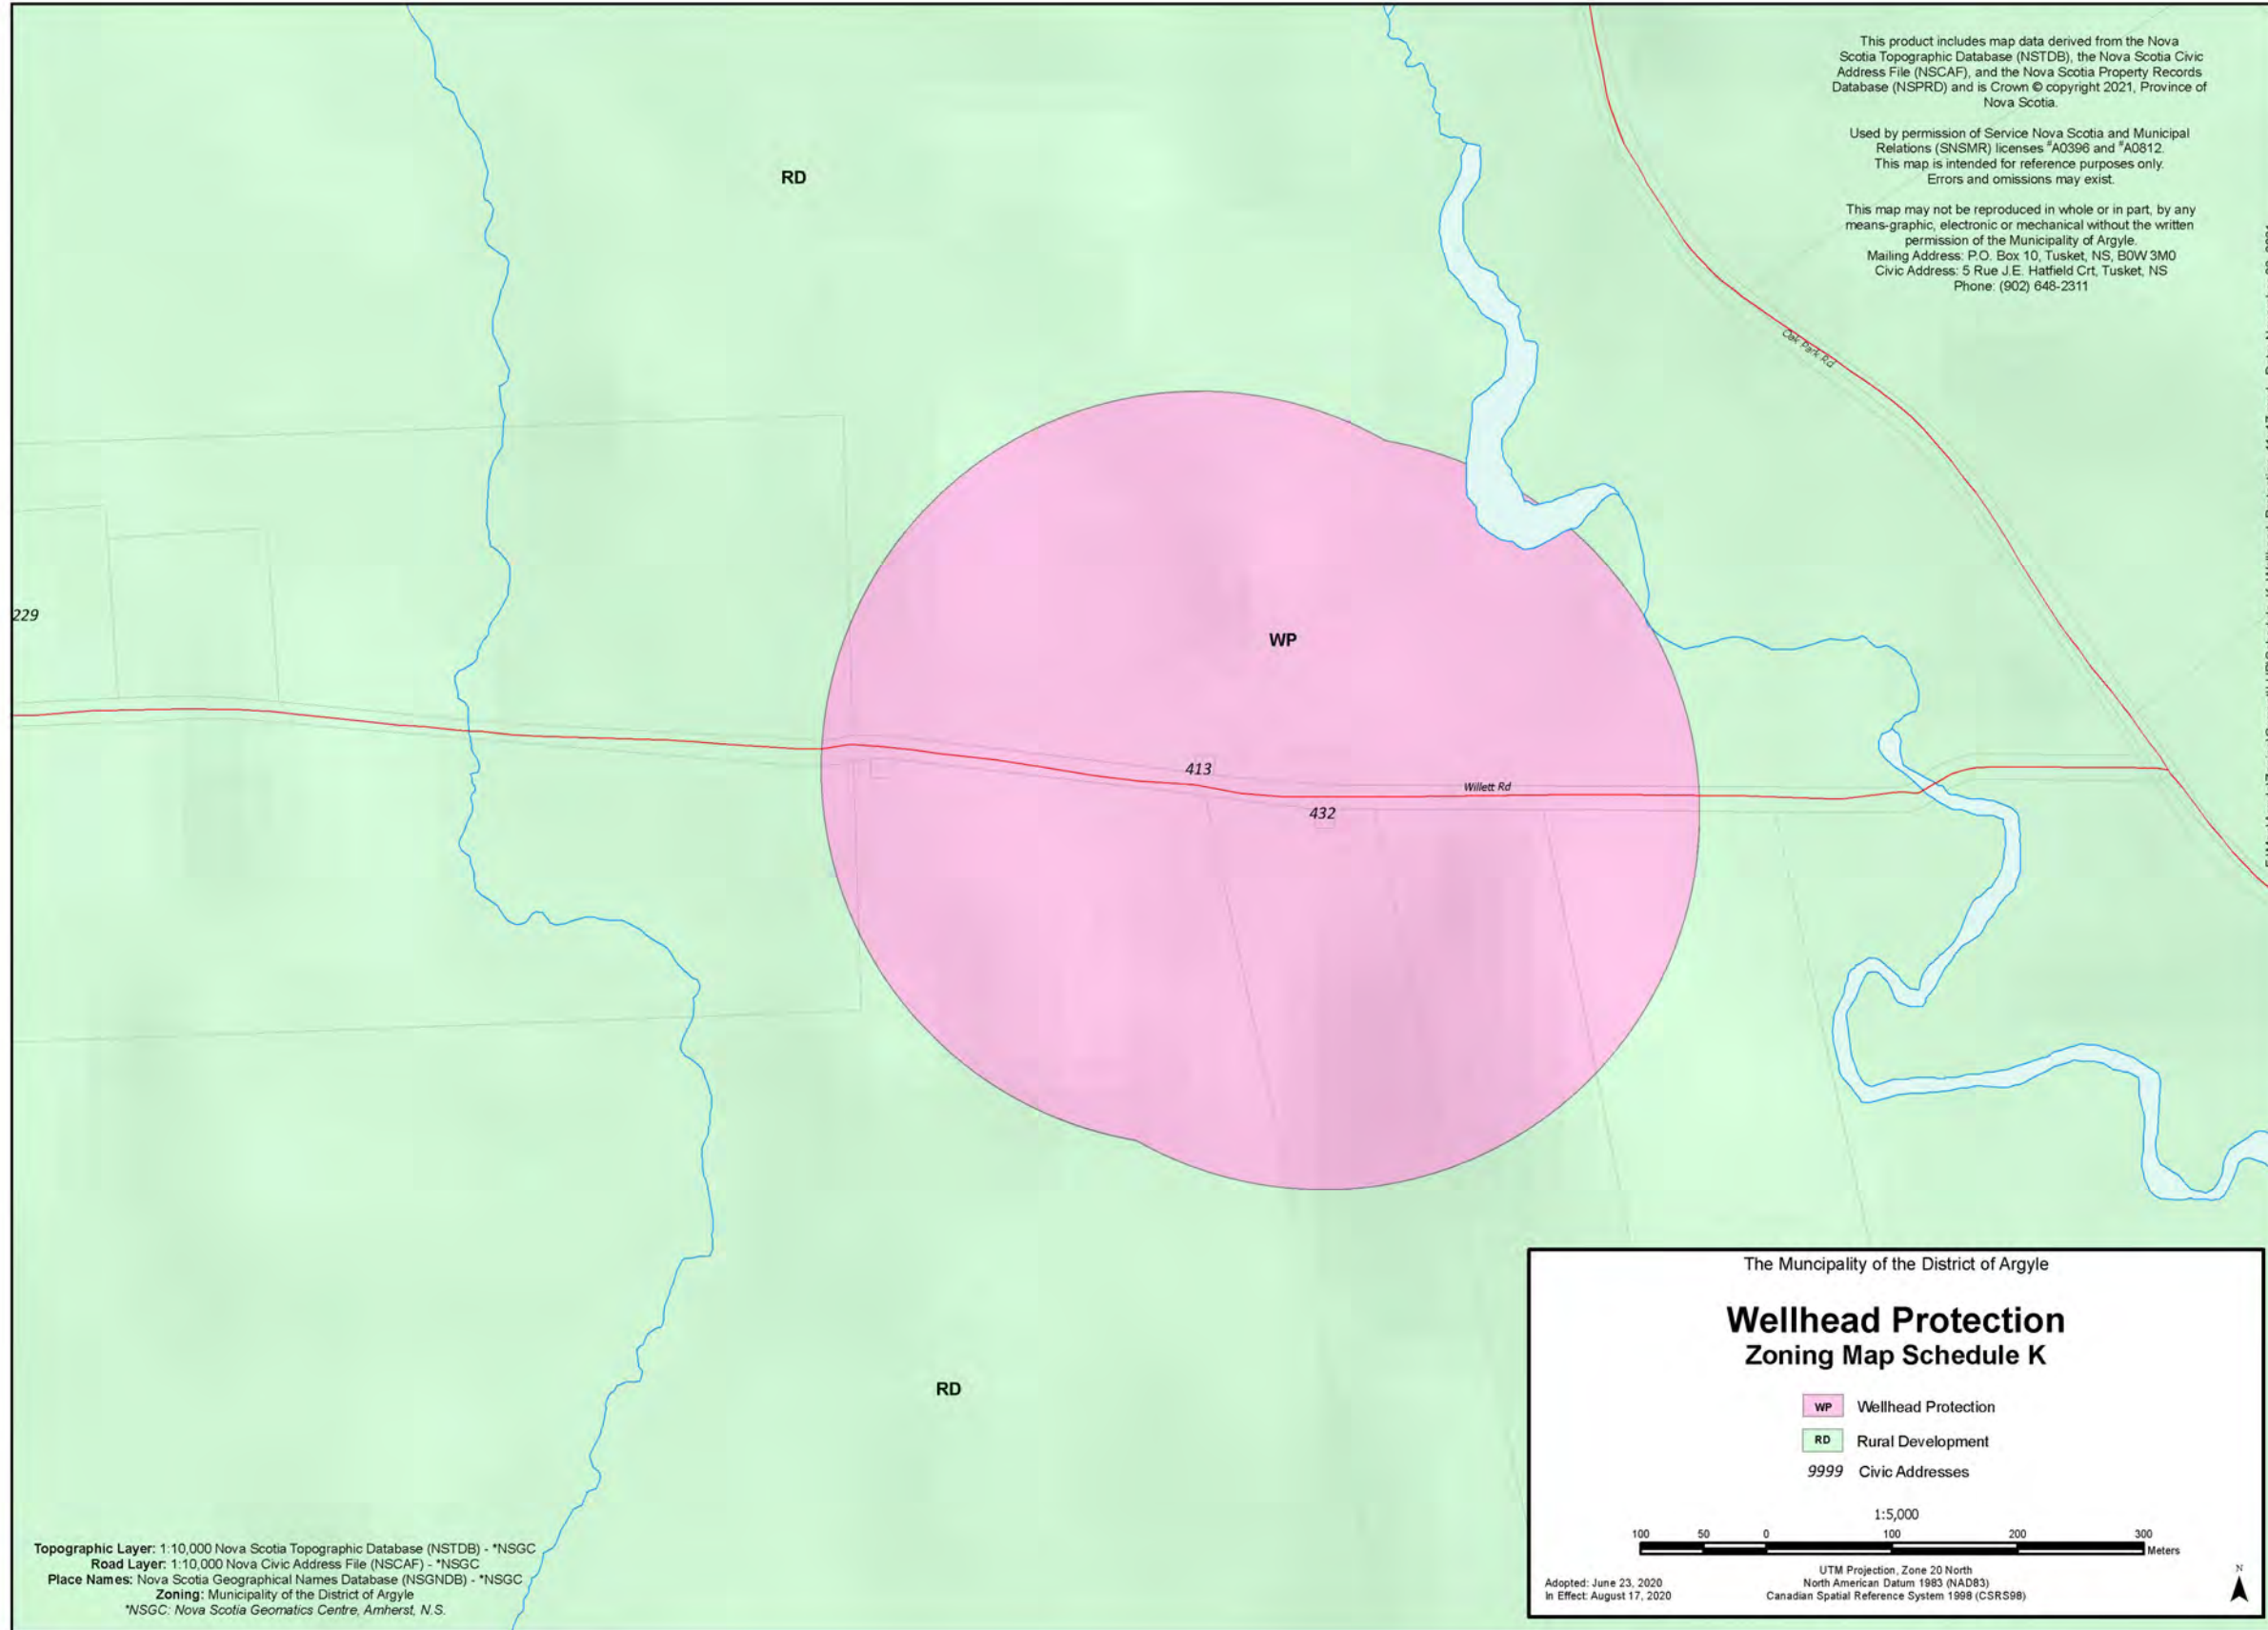 This product includes map data derived from the Nova
Scotia Topographic Database (NSTDB), the Nova Scotia Civic
Address File (NSCAF), and the Nova Scotia Property Records
Database (NSPRD) and is Crown © copyright 2021, Province of
Nova Scotia.
Used by permission of Service Nova Scotia and Municipal
Relations (SNSMR) licenses #A0396 and #A0812.
This map is intended for reference purposes only.
Errors and omissions may exist.
This map may not be reproduced in whole or in part, by any
means-graphic, electronic or mechanical without the written
permission of the Municipality of Argyle.
Mailing Address: P.O. Box 10, Tusket, NS, B0W 3M0
Civic Address: 5 Rue J.E. Hatfield Crt, Tusket, NS
Phone: (902) 648-2311
RD
Oak Park Rd
229
WP
413
Willett Rd
432
RD
The Muncipality of the District of Argyle
Wellhead Protection
Zoning Map Schedule K
WP Wellhead Protection
RD Rural Development
9999 Civic Addresses
1:5,000
100 50 0 100 200 300
Meters
UTM Projection, Zone 20 North
North American Datum 1983 (NAD83)
Canadian Spatial Reference System 1998 (CSRS98)
Adopted: June 23, 2020
In Effect: August 17, 2020
N
Topographic Layer: 1:10,000 Nova Scotia Topographic Database (NSTDB) - *NSGC
Road Layer: 1:10,000 Nova Civic Address File (NSCAF) - *NSGC
Place Names: Nova Scotia Geographical Names Database (NSGNDB) - *NSGC
Zoning: Municipality of the District of Argyle
*NSGC: Nova Scotia Geomatics Centre, Amherst, N.S.